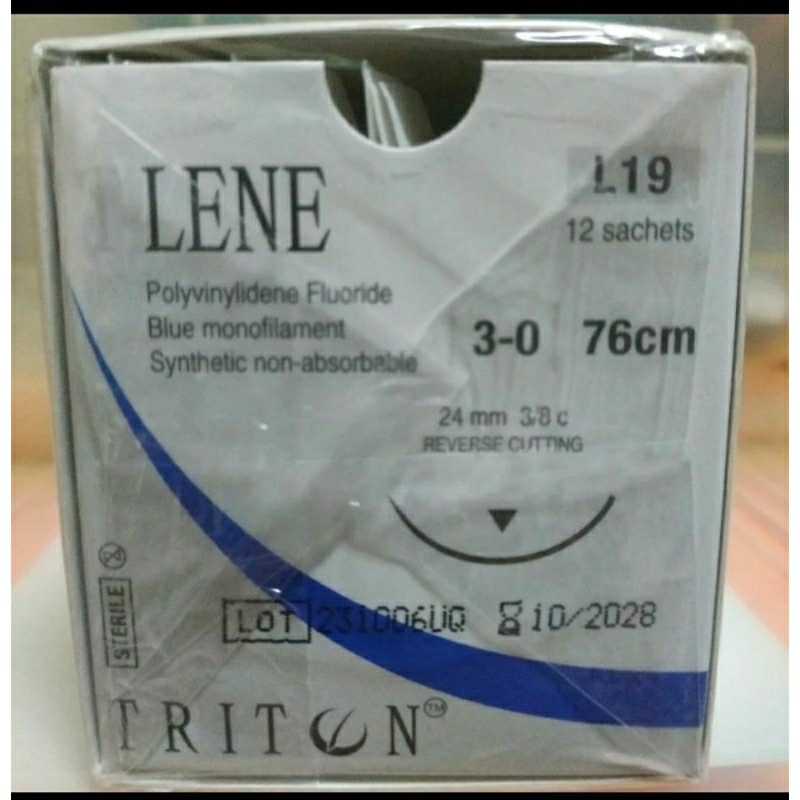 LENE
L19
12 sachets
Polyvinylidene Fluoride
Blue monofilament
Synthetic non-absorbable
3-0 76cm
24 mm 3/8 c
REVERSE CUTTING
STERILE
LOT 231006UQ 10/2028
TRITON™